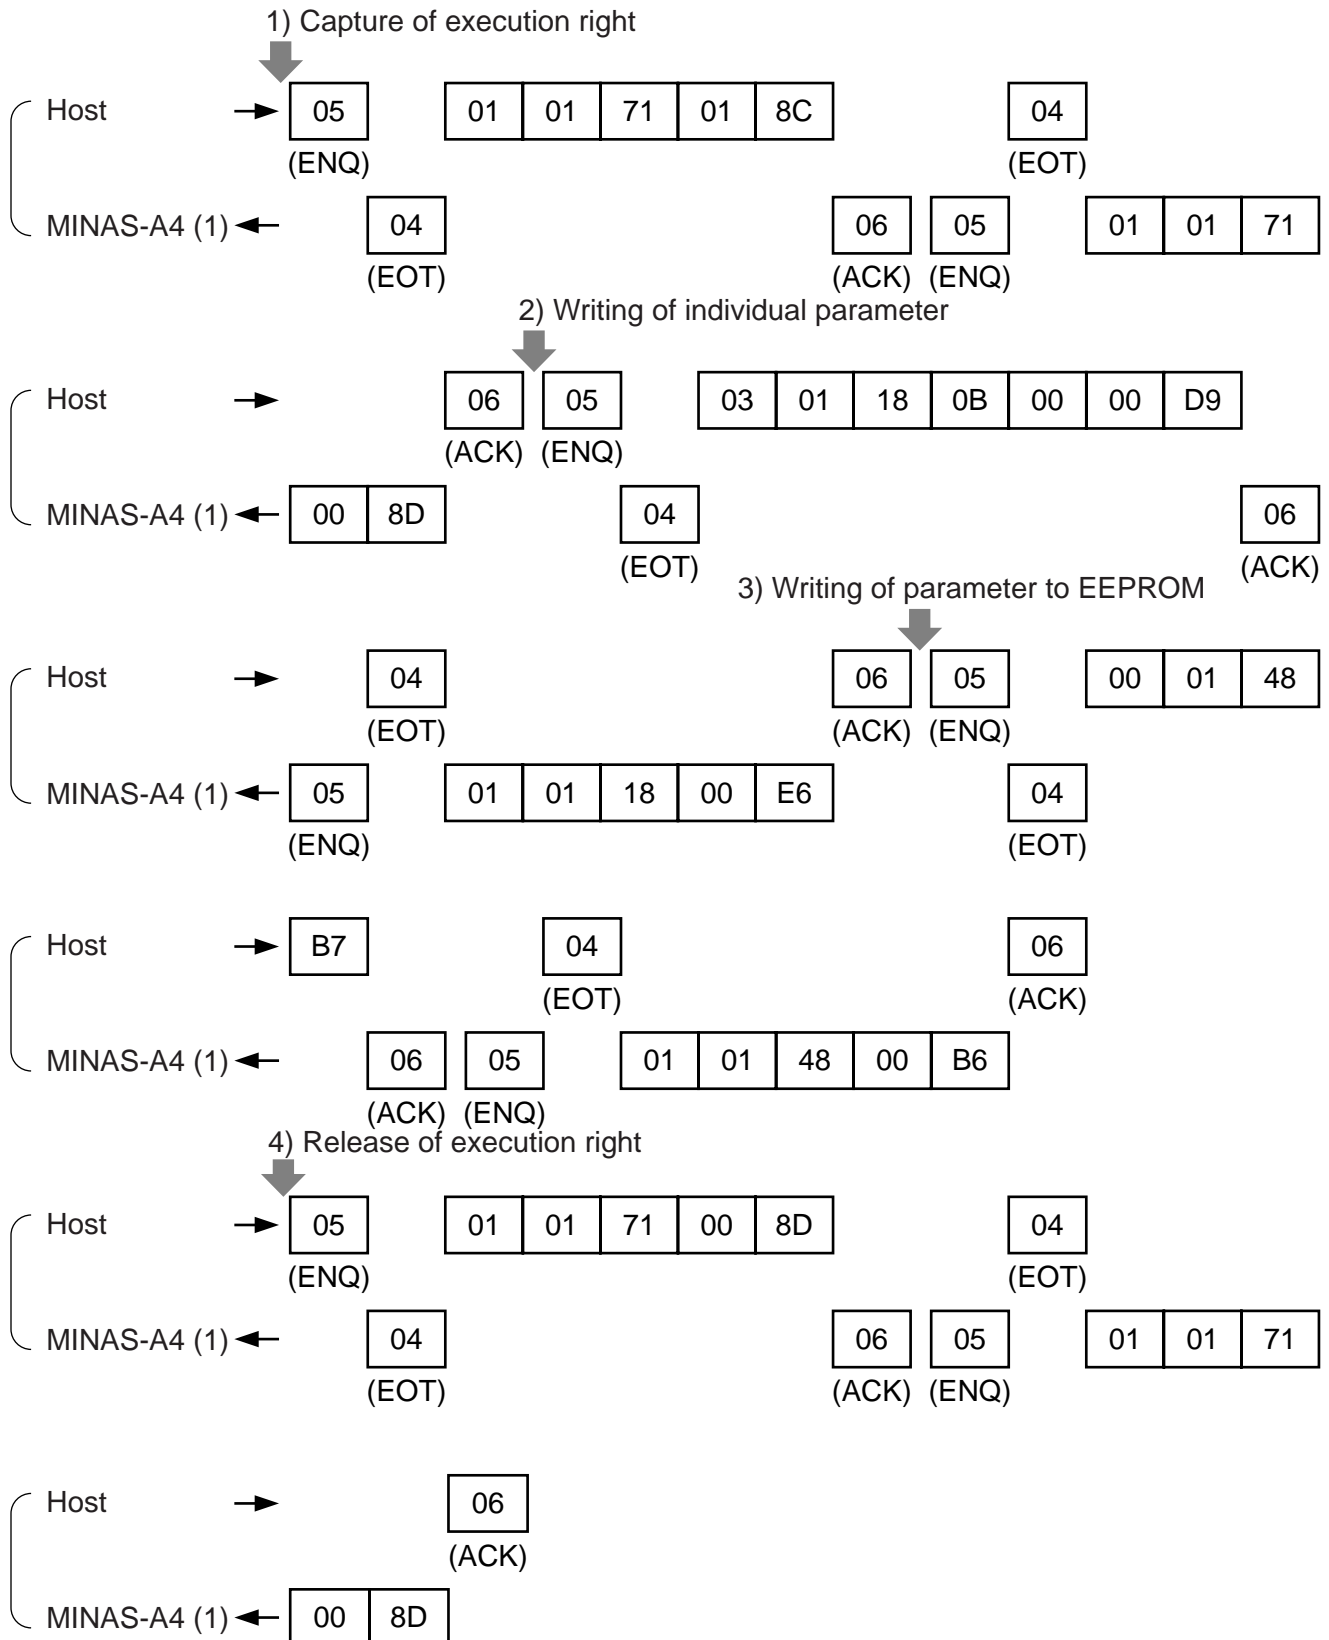 1) Capture of execution right
Host 05 01 01 71 01 8C 04
(ENQ) (EOT)
MINAS-A4 (1) 04 06 05 01 01 71
(EOT) (ACK) (ENQ)
2) Writing of individual parameter
Host 06 05 03 01 18 0B 00 00 D9
(ACK) (ENQ)
MINAS-A4 (1) 00 8D 04 06
(EOT) (ACK)
3) Writing of parameter to EEPROM
Host 04 06 05 00 01 48
(EOT) (ACK) (ENQ)
MINAS-A4 (1) 05 01 01 18 00 E6 04
(ENQ) (EOT)
Host B7 04 06
(EOT) (ACK)
MINAS-A4 (1) 06 05 01 01 48 00 B6
(ACK) (ENQ)
4) Release of execution right
Host 05 01 01 71 00 8D 04
(ENQ) (EOT)
MINAS-A4 (1) 04 06 05 01 01 71
(EOT) (ACK) (ENQ)
Host 06
(ACK)
MINAS-A4 (1) 00 8D